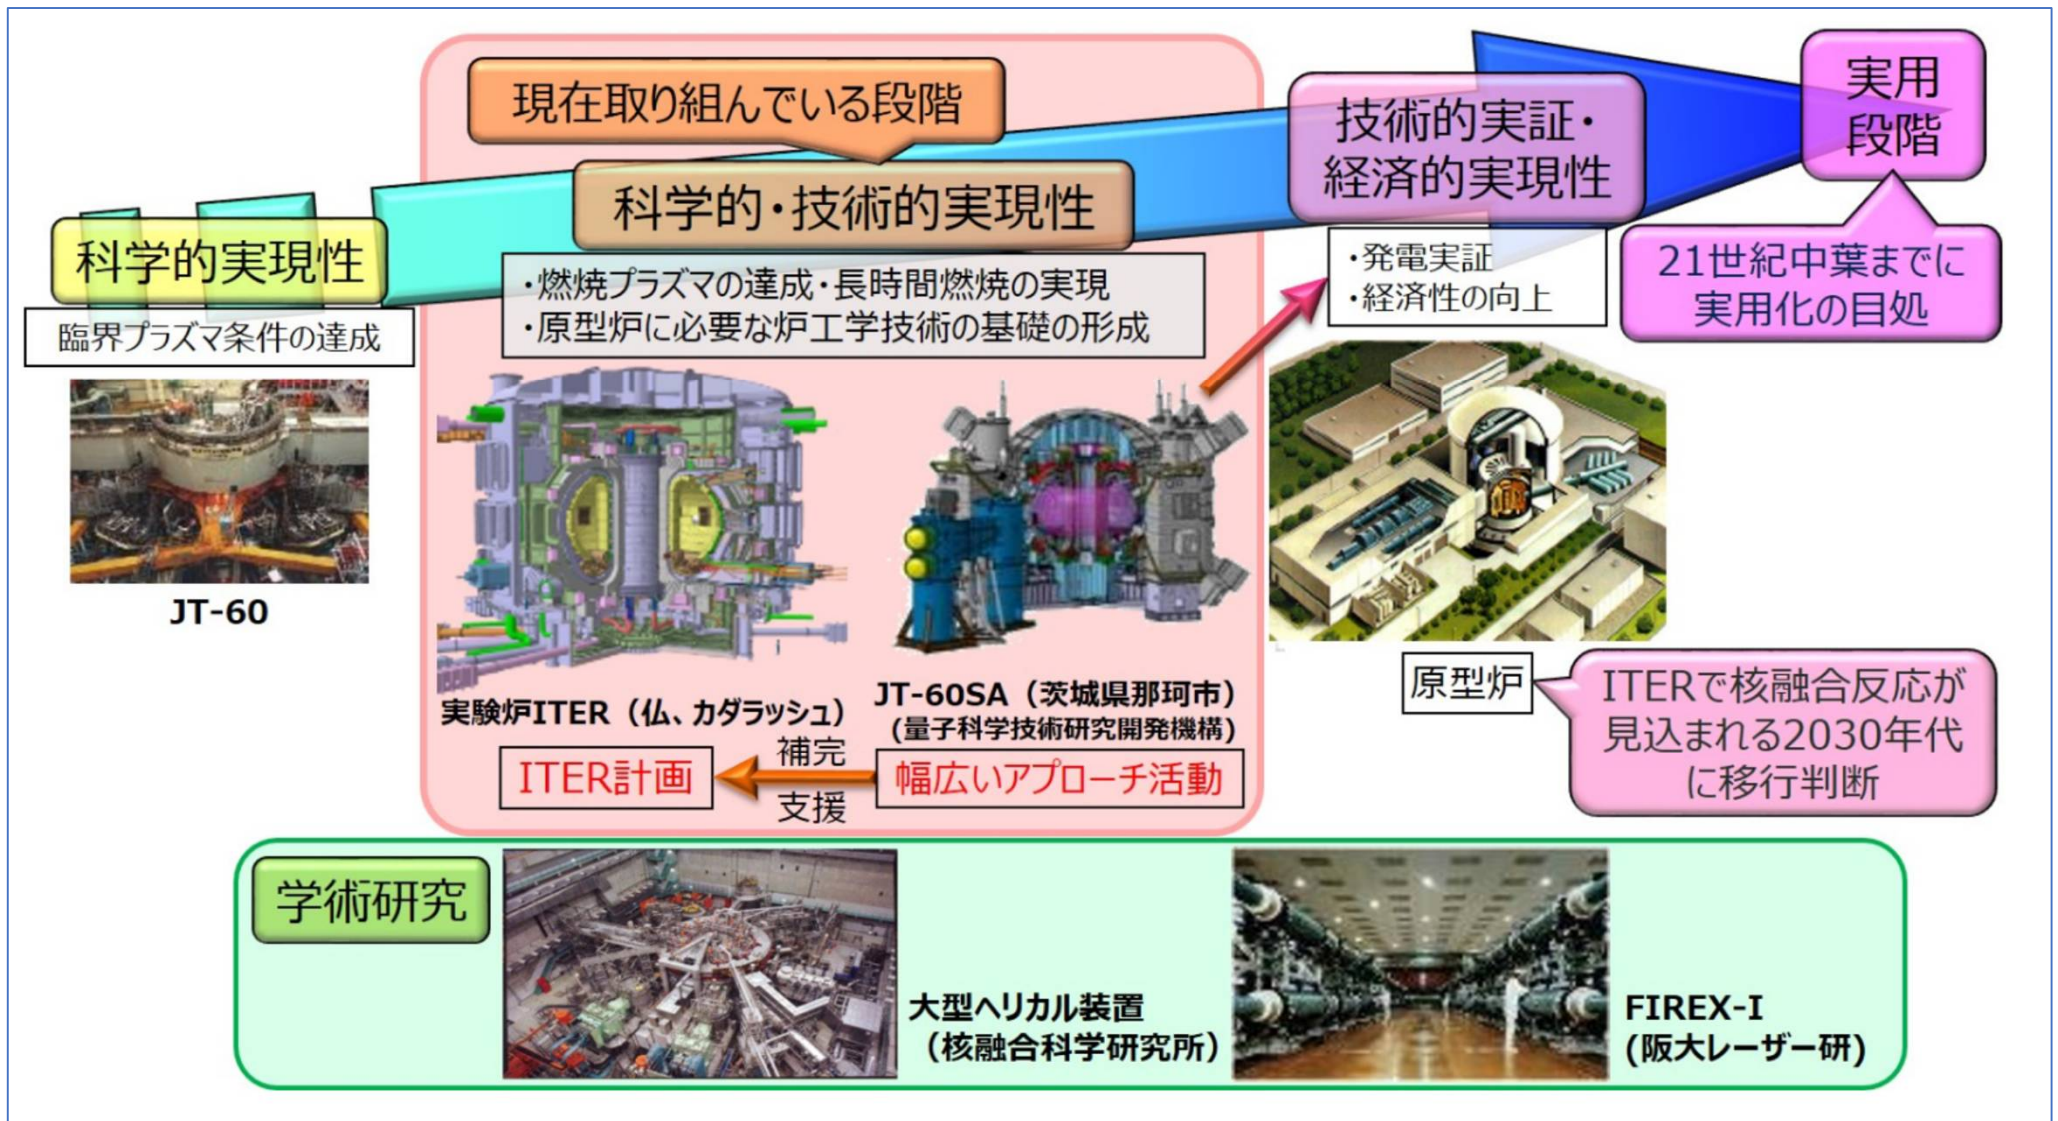 現在取り組んでいる段階
科学的実現性
臨界プラズマ条件の達成
JT-60
科学的・技術的実現性
・燃焼プラズマの達成・長時間燃焼の実現
・原型炉に必要な炉工学技術の基礎の形成
実験炉ITER（仏、カダラッシュ）
JT-60SA（茨城県那珂市）
(量子科学技術研究開発機構)
ITER計画
補完
支援
幅広いアプローチ活動
技術的実証・
経済的実現性
・発電実証
・経済性の向上
原型炉
ITERで核融合反応が
見込まれる2030年代
に移行判断
実用
段階
21世紀中葉までに
実用化の目処
学術研究
大型ヘリカル装置
（核融合科学研究所）
FIREX-I
(阪大レーザー研)